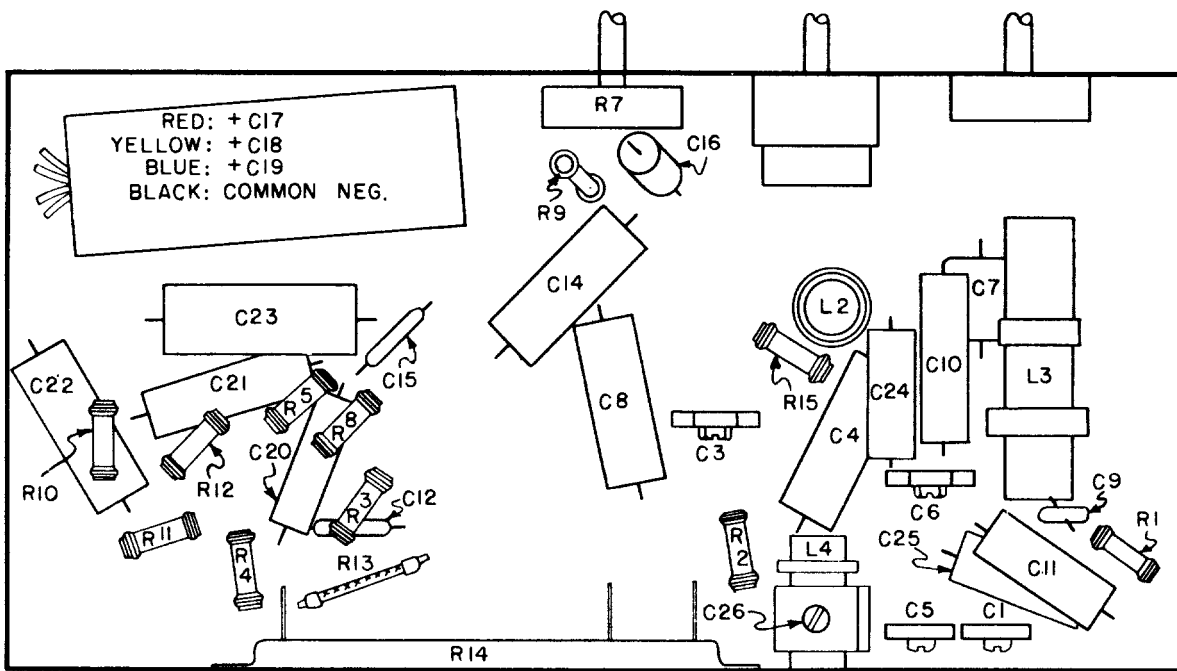 RED: +C17
YELLOW: +C18
BLUE: +C19
BLACK: COMMON NEG.
R7
C16
R9
C14
C7
L2
C23
C15
C22
C21
R5
C10
L3
C24
R15
C8
R8
C4
C3
C20
R10
R12
R3
C12
C6
C9
R11
R4
R13
R2
L4
C25
C11
R1
C26
C5
C1
R14